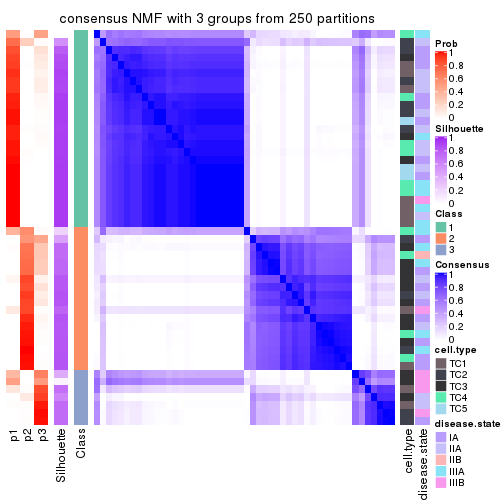 consensus NMF with 3 groups from 250 partitions
Prob
1
0.8
0.6
0.4
0.2
0
Silhouette
1
0.8
0.6
0.4
0.2
0
Class
1
2
3
Consensus
1
0.8
0.6
0.4
0.2
0
cell.type
TC1
TC2
TC3
TC4
TC5
disease.state
IA
IIA
IIB
IIIA
IIIB
p1
p2
p3
Silhouette
Class
cell.type
disease.state